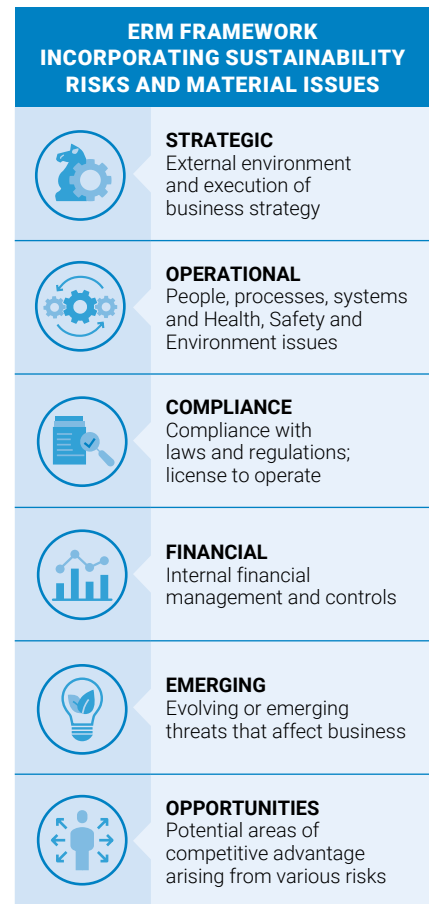 ERM FRAMEWORK
INCORPORATING SUSTAINABILITY
RISKS AND MATERIAL ISSUES
STRATEGIC
External environment
and execution of
business strategy
OPERATIONAL
People, processes, systems
and Health, Safety and
Environment issues
COMPLIANCE
Compliance with
laws and regulations;
license to operate
FINANCIAL
Internal financial
management and controls
EMERGING
Evolving or emerging
threats that affect business
OPPORTUNITIES
Potential areas of
competitive advantage
arising from various risks